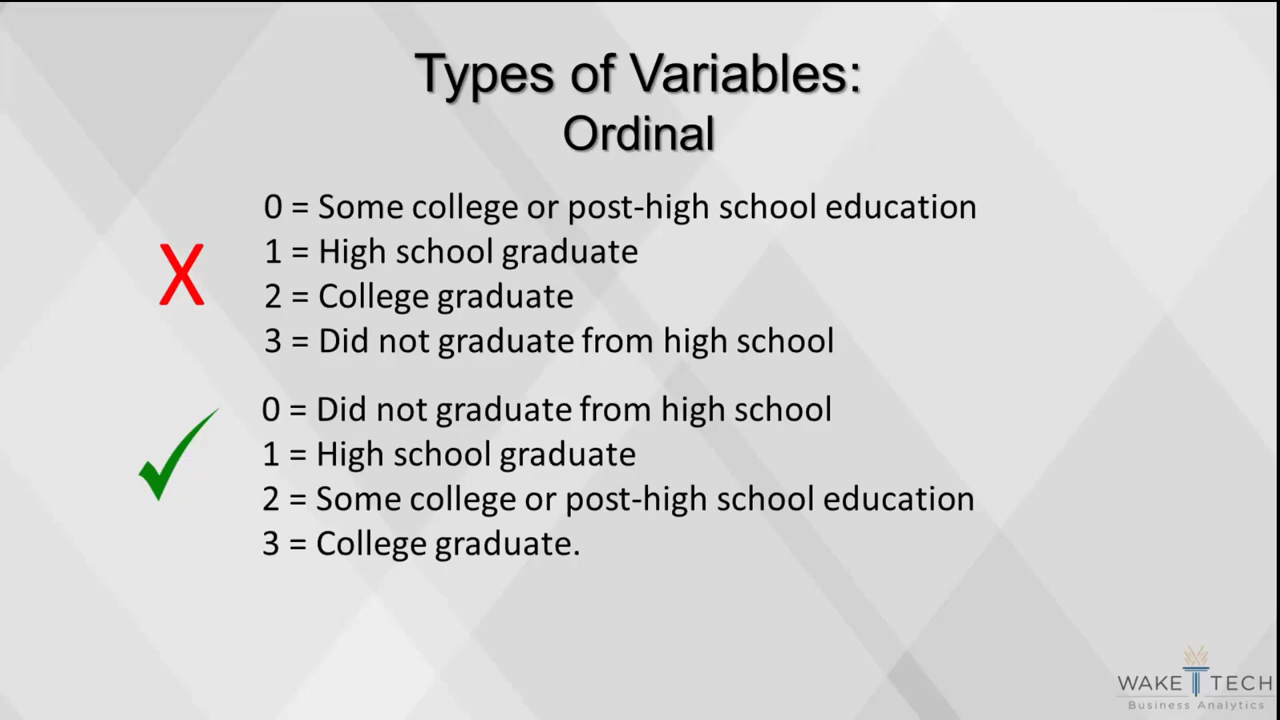 Types of Variables:
Ordinal
0 = Some college or post-high school education
1 = High school graduate
X
2 = College graduate
3 = Did not graduate from high school
0 = Did not graduate from high school
1 = High school graduate
2 = Some college or post-high school education
3 = College graduate.
WAKE TECH
Business Analytics